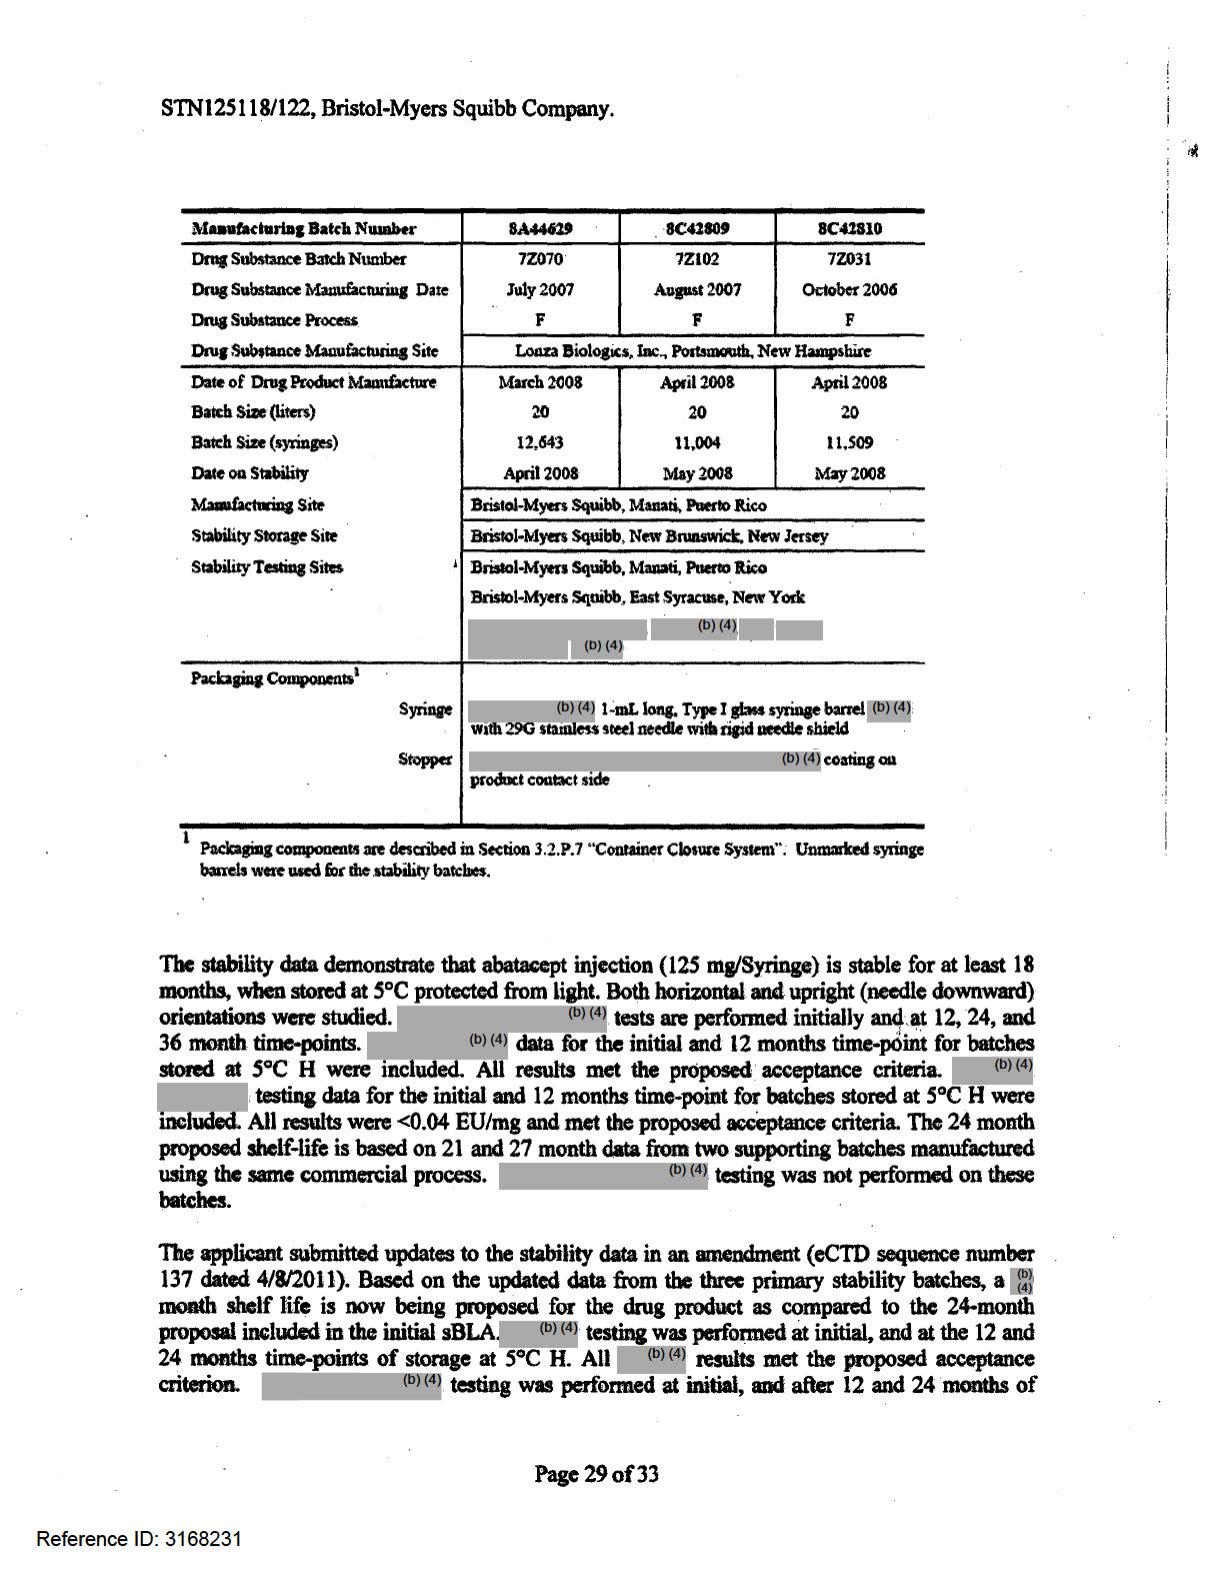 STN125118/122, Bristol-Myers Squibb Company.
Manufacturing Batch Number 8A44629 8C42809 8C42810
Drug Substance Batch Number 7Z070 7Z102 7Z031
Drug Substance Manufacturing Date July 2007 August 2007 October 2006
Drug Substance Process F F F
Drug Substance Manufacturing Site Lonza Biologics, Inc., Portsmouth, New Hampshire
Date of Drug Product Manufacture March 2008 April 2008 April 2008
Batch Size (liters) 20 20 20
Batch Size (syringes) 12,643 11,004 11,509
Date on Stability April 2008 May 2008 May 2008
Manufacturing Site Bristol-Myers Squibb, Manati, Puerto Rico
Stability Storage Site Bristol-Myers Squibb, New Brunswick, New Jersey
Stability Testing Sites Bristol-Myers Squibb, Manati, Puerto Rico
Bristol-Myers Squibb, East Syracuse, New York
(b) (4)
(b) (4)
Packaging Components1
Syringe (b) (4) 1-mL long, Type I glass syringe barrel (b) (4)
with 29G stainless steel needle with rigid needle shield
Stopper (b) (4) coating on
product contact side
1 Packaging components are described in Section 3.2.P.7 "Container Closure System". Unmarked syringe
barrels were used for the stability batches.
The stability data demonstrate that abatacept injection (125 mg/Syringe) is stable for at least 18
months, when stored at 5°C protected from light. Both horizontal and upright (needle downward)
orientations were studied. (b) (4) tests are performed initially and at 12, 24, and
36 month time-points. (b) (4) data for the initial and 12 months time-point for batches
stored at 5°C H were included. All results met the proposed acceptance criteria. (b) (4)
testing data for the initial and 12 months time-point for batches stored at 5°C H were
included. All results were <0.04 EU/mg and met the proposed acceptance criteria. The 24 month
proposed shelf-life is based on 21 and 27 month data from two supporting batches manufactured
using the same commercial process. (b) (4) testing was not performed on these
batches.
The applicant submitted updates to the stability data in an amendment (eCTD sequence number
137 dated 4/8/2011). Based on the updated data from the three primary stability batches, a (b) (4)
month shelf life is now being proposed for the drug product as compared to the 24-month
proposal included in the initial sBLA. (b) (4) testing was performed at initial, and at the 12 and
24 months time-points of storage at 5°C H. All (b) (4) results met the proposed acceptance
criterion. (b) (4) testing was performed at initial, and after 12 and 24 months of
Page 29 of 33
Reference ID: 3168231